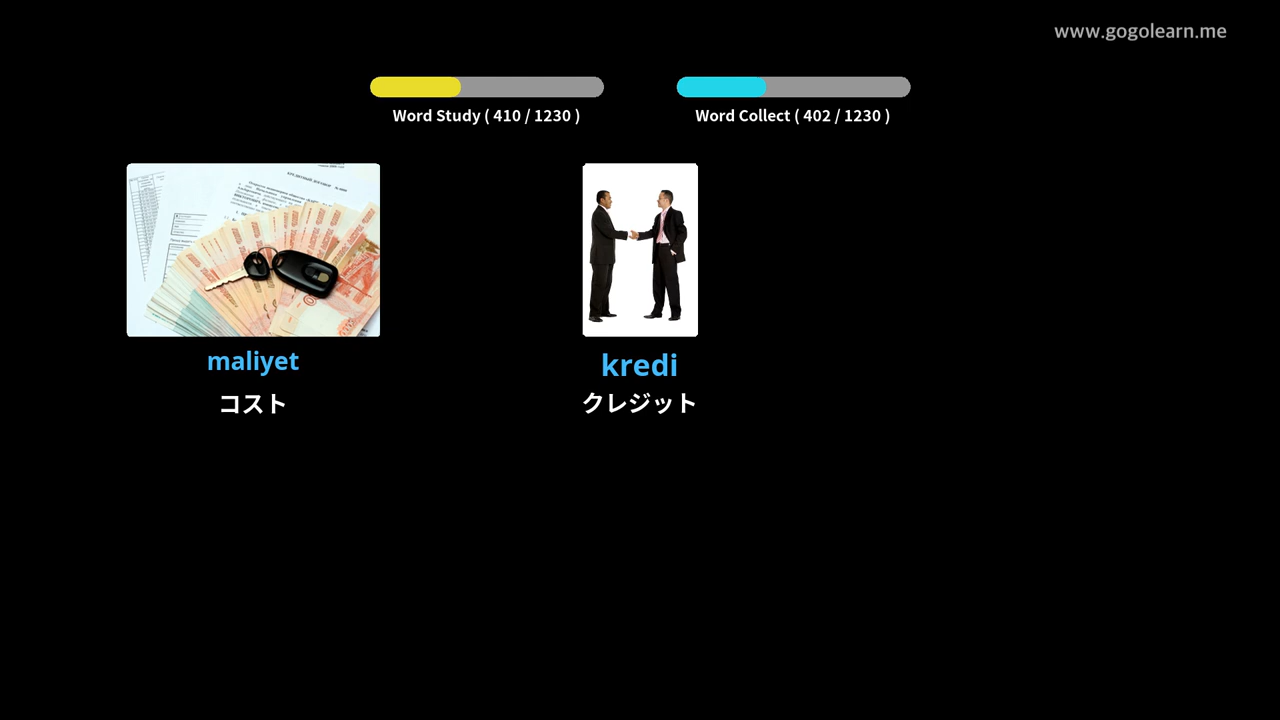 www.gogolearn.me
Word Study ( 410 / 1230 )
Word Collect ( 402 / 1230 )
maliyet
コスト
kredi
クレジット